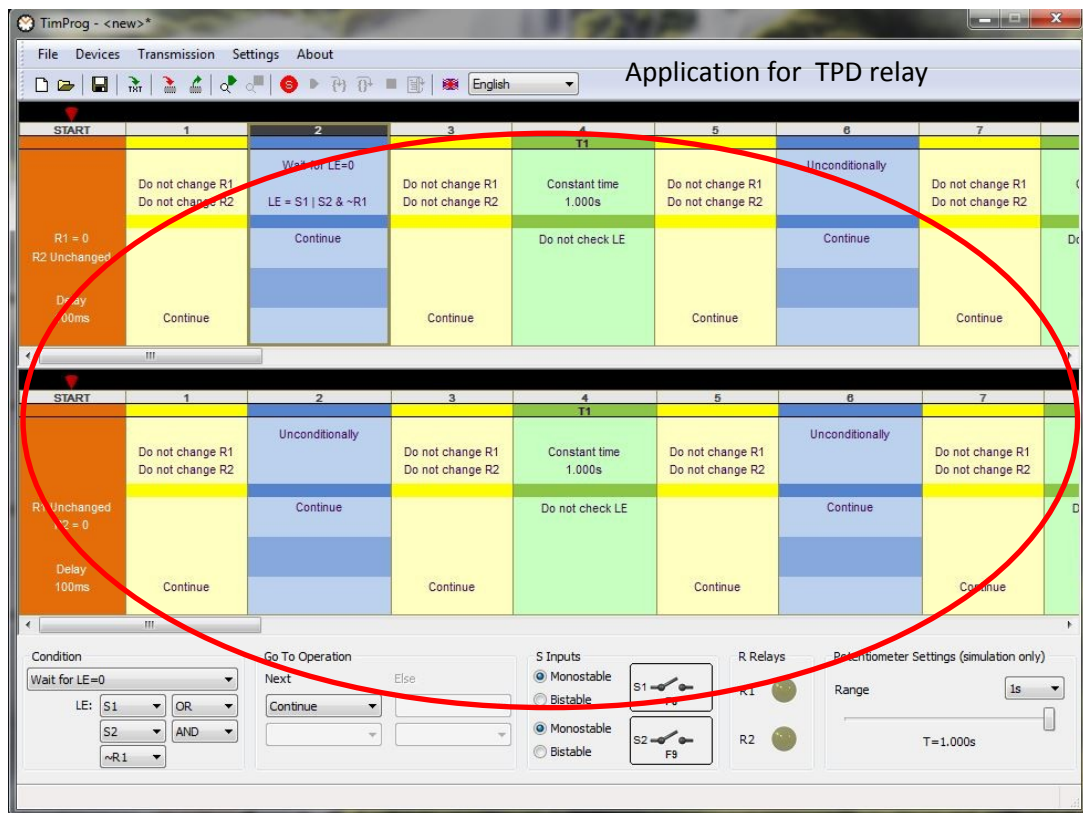 TimProg - <new>*
File Devices Transmission Settings About
TXT S English
Application for TPD relay
START 1 2 3 4 5 6 7
T1
Wait for LE=0 Unconditionally
Do not change R1 Do not change R1 Constant time Do not change R1 Do not change R1
Do not change R2 LE = S1 | S2 & ~R1 Do not change R2 1.000s Do not change R2 Do not change R2
R1 = 0 Continue Do not check LE Continue
R2 Unchanged
Delay
Continue Continue Continue Continue
START 1 2 3 4 5 6 7
T1
Unconditionally Unconditionally
Do not change R1 Do not change R1 Constant time Do not change R1 Do not change R1
Do not change R2 Do not change R2 1.000s Do not change R2 Do not change R2
R1 Unchanged Continue Do not check LE Continue
R2 = 0
Delay
100ms Continue Continue Continue Continue
Condition Go To Operation S Inputs R Relays Potentiometer Settings (simulation only)
Wait for LE=0 Next Else Monostable S1 R1 Range 1s
LE: S1 OR Continue Bistable
S2 AND Monostable S2 R2 T=1.000s
~R1 Bistable F9